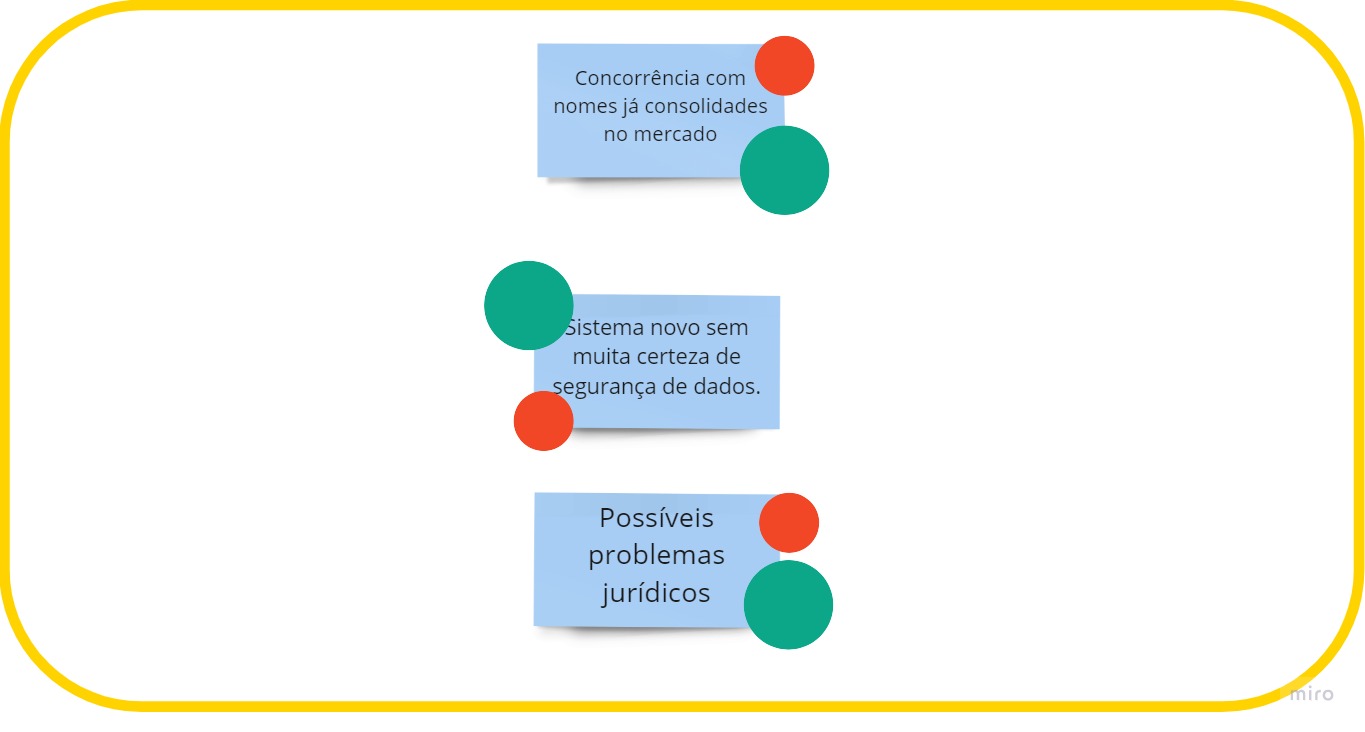 Concorrência com
nomes já consolidades
no mercado
Sistema novo sem
muita certeza de
segurança de dados.
Possíveis
problemas
jurídicos
miro